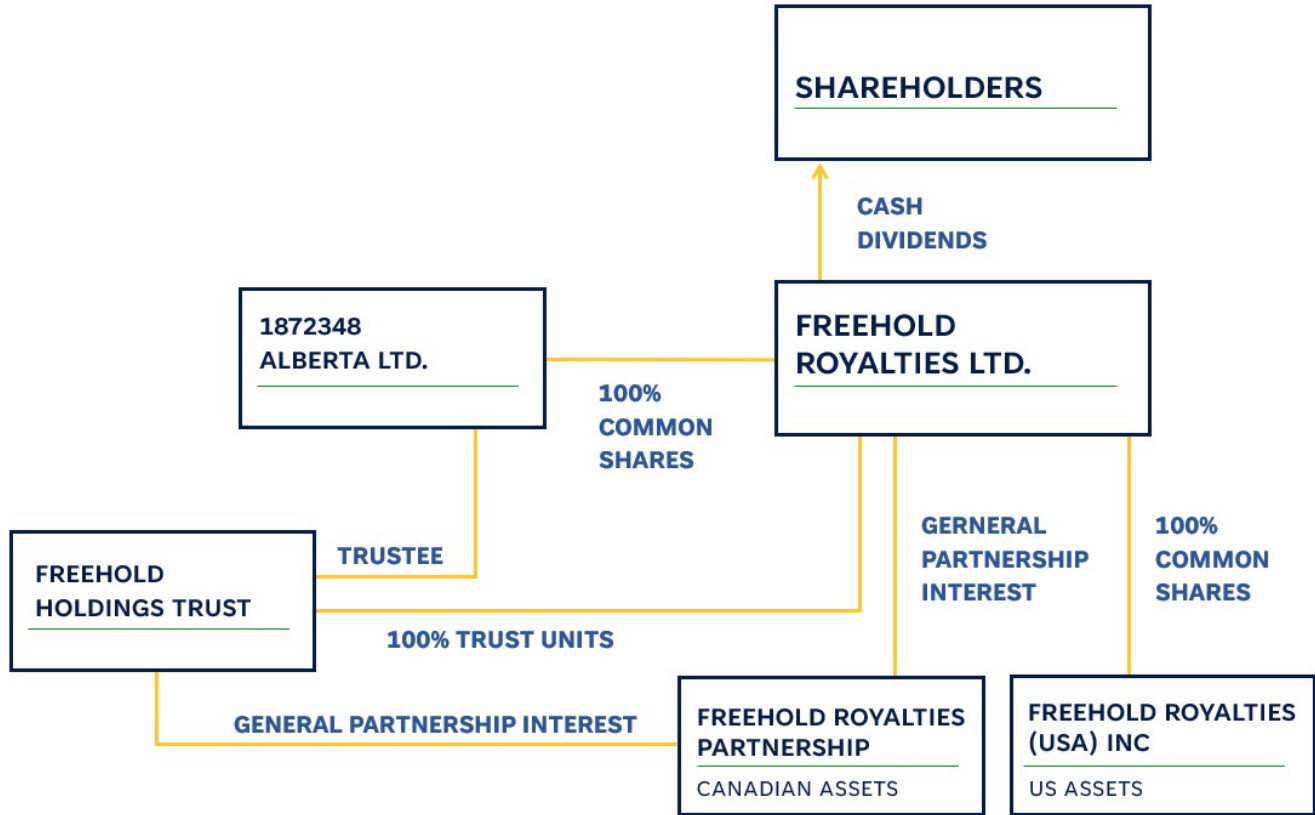 SHAREHOLDERS
CASH
DIVIDENDS
1872348
ALBERTA LTD.
FREEHOLD
ROYALTIES LTD.
100%
COMMON
SHARES
FREEHOLD
HOLDINGS TRUST
TRUSTEE
GERNERAL
PARTNERSHIP
INTEREST
100%
COMMON
SHARES
100% TRUST UNITS
GENERAL PARTNERSHIP INTEREST
FREEHOLD ROYALTIES
PARTNERSHIP
CANADIAN ASSETS
FREEHOLD ROYALTIES
(USA) INC
US ASSETS